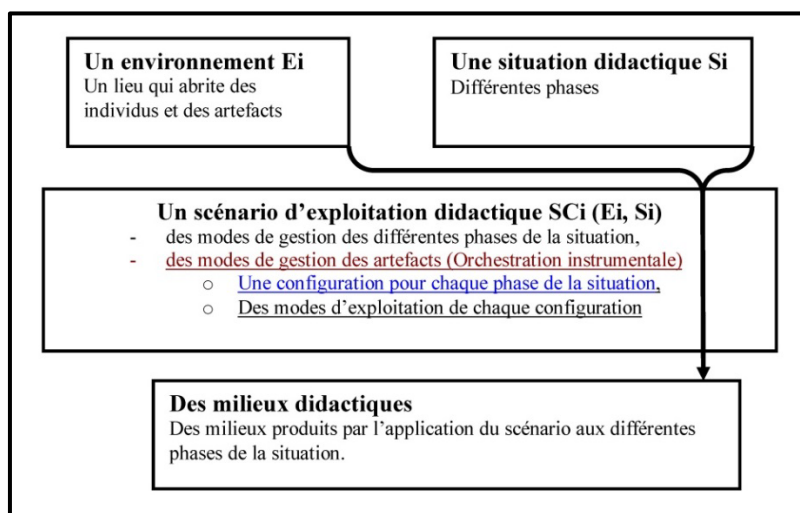 Un environnement Ei
Un lieu qui abrite des
individus et des artefacts
Une situation didactique Si
Différentes phases
Un scénario d’exploitation didactique SCi (Ei, Si)
- des modes de gestion des différentes phases de la situation,
- des modes de gestion des artefacts (Orchestration instrumentale)
o Une configuration pour chaque phase de la situation,
o Des modes d’exploitation de chaque configuration
Des milieux didactiques
Des milieux produits par l’application du scénario aux différentes
phases de la situation.